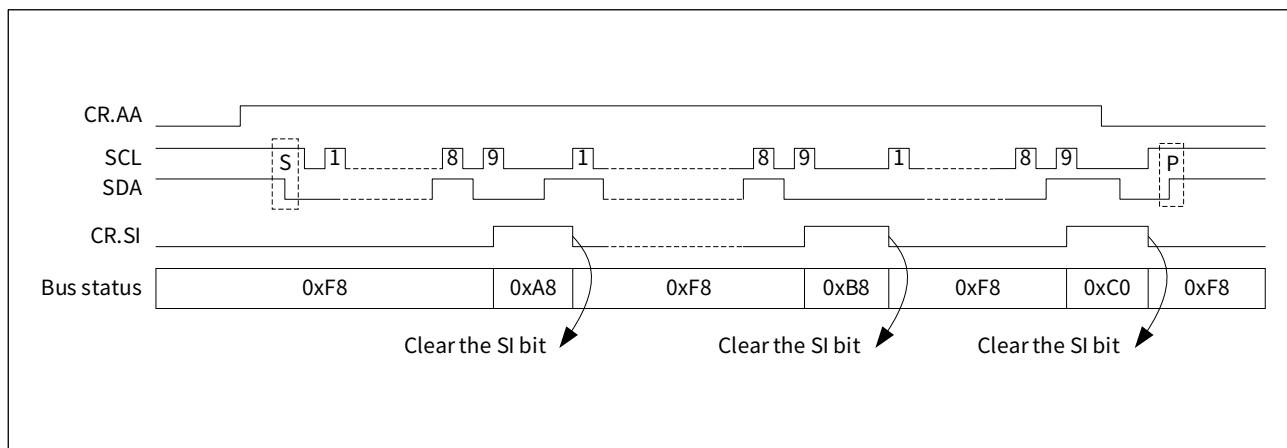 CR.AA
SCL S 1 8 9 1 8 9 1 8 9 P
SDA
CR.SI
Bus status 0xF8 0xA8 0xF8 0xB8 0xF8 0xC0 0xF8
Clear the SI bit Clear the SI bit Clear the SI bit